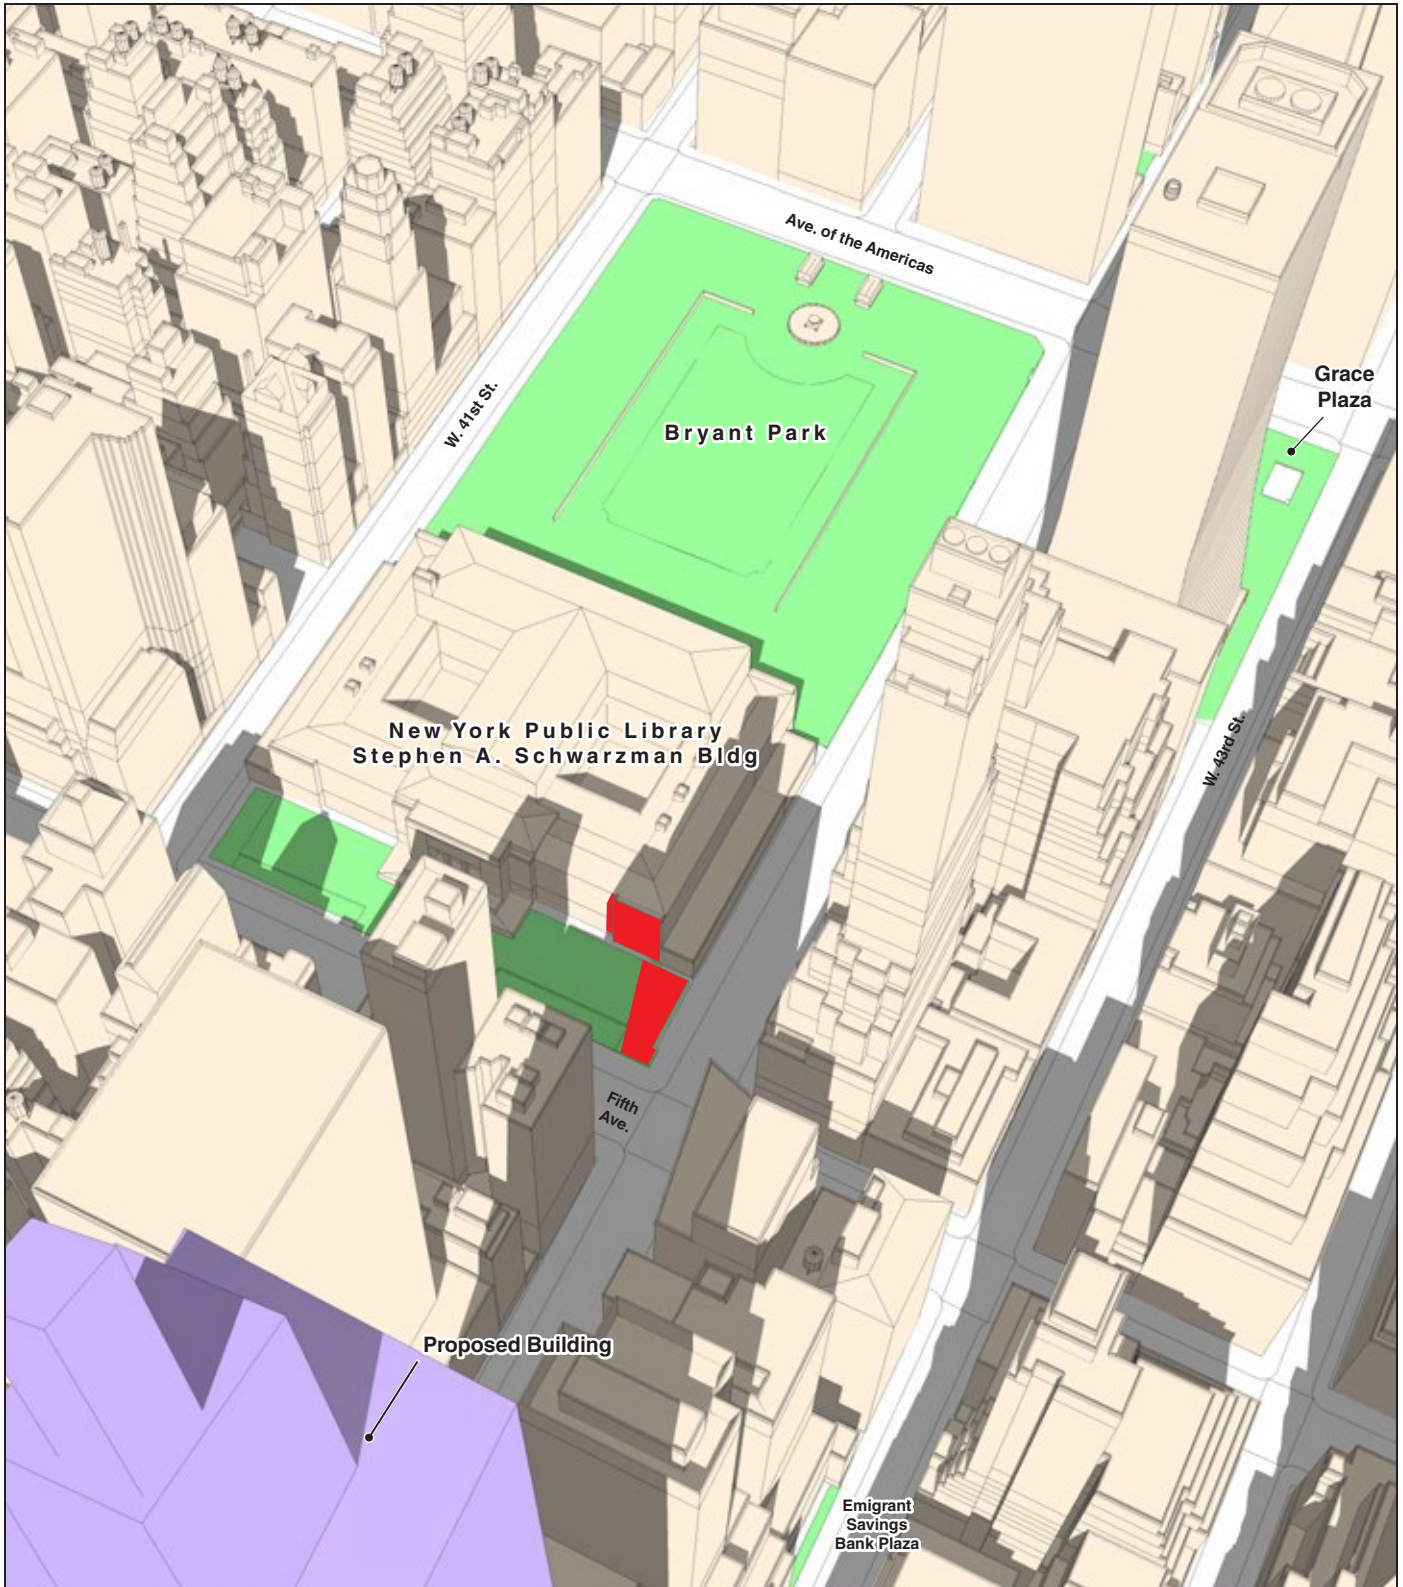 Ave. of the Americas
Grace
Plaza
W. 41st St.
Bryant Park
New York Public Library
Stephen A. Schwarzman Bldg
W. 43rd St.
Fifth
Ave.
Proposed Building
Emigrant
Savings
Bank Plaza